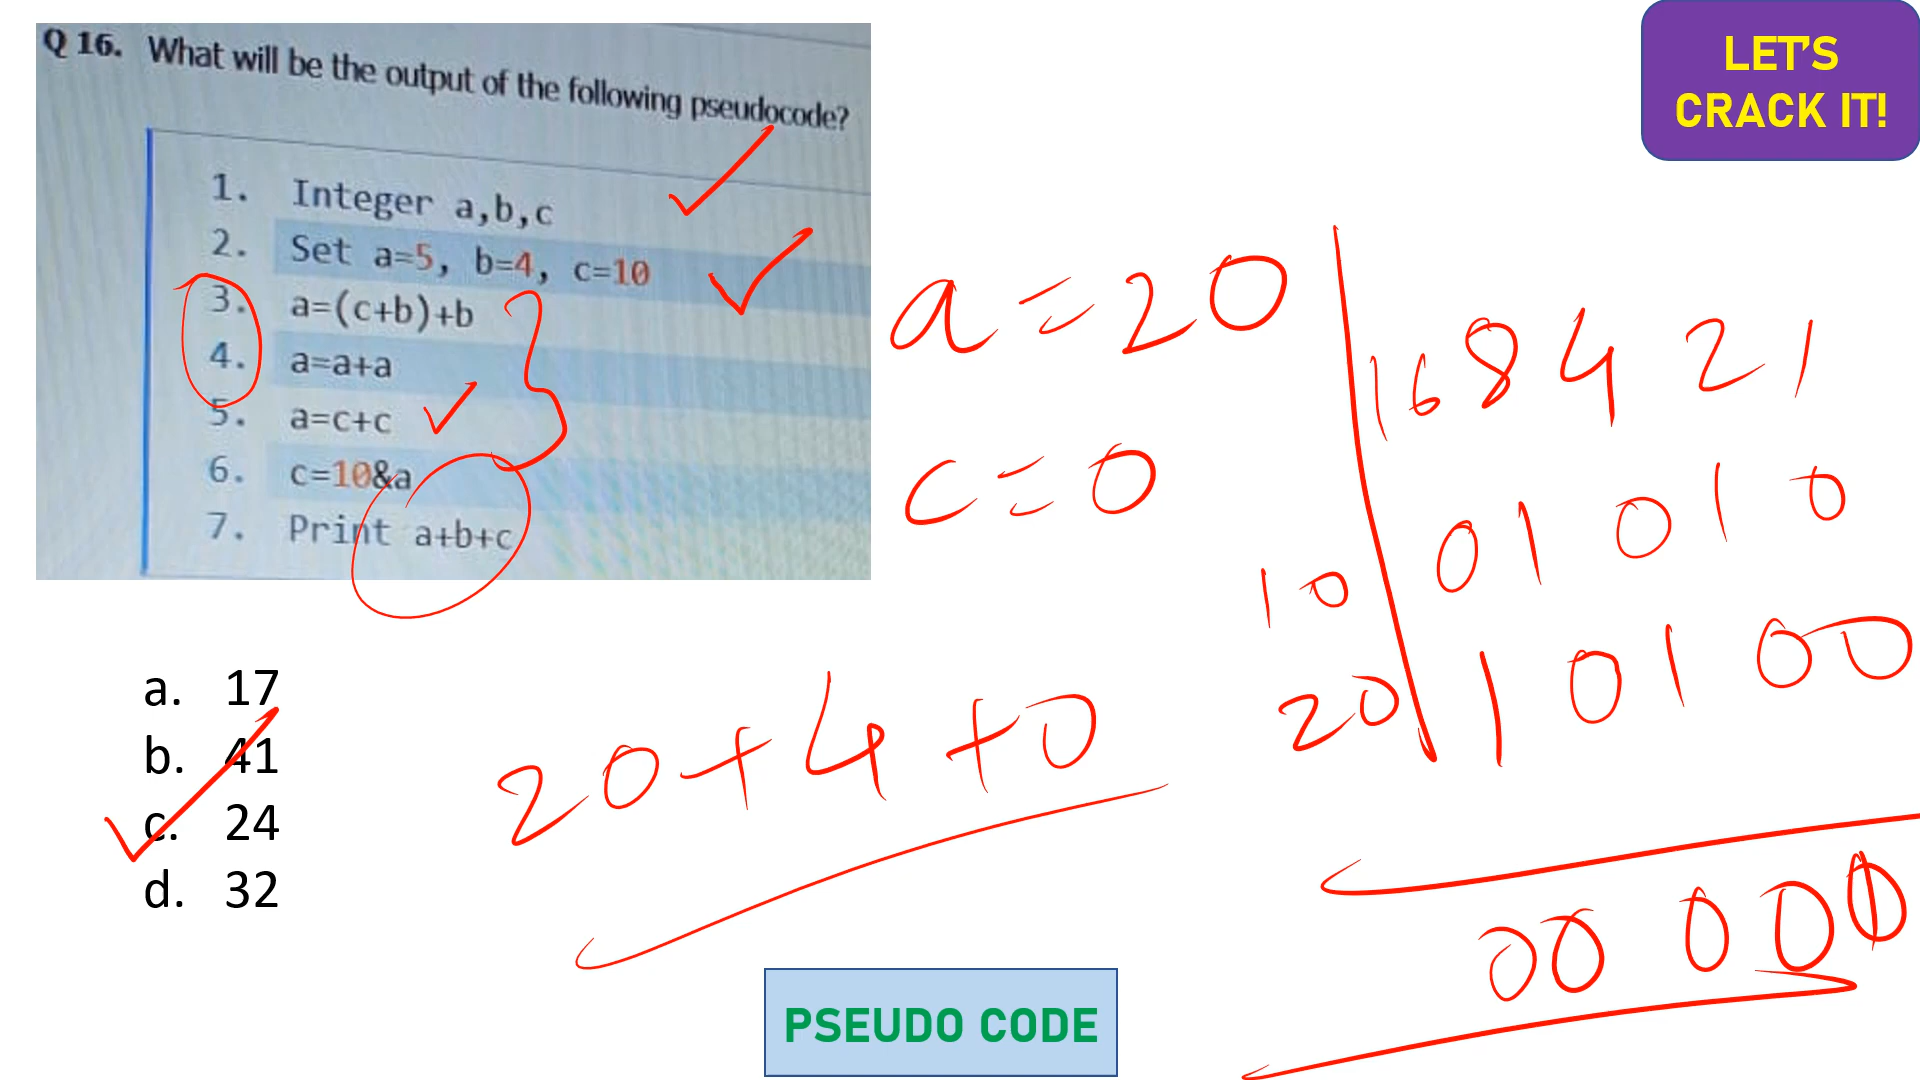 Q 16. What will be the output of the following pseudocode?
1. Integer a,b,c
2. Set a=5, b=4, c=10
3. a=(c+b)+b
4. a=a+a
5. a=c+c
6. c=10&a
7. Print a+b+c
LET'S
CRACK IT!
a = 20
c = 0
16 8 4 2 1
10 0 1 0 1 0
20 1 0 1 0 0
0 0 0 0 0
20 + 4 + 0
a. 17
b. 41
c. 24
d. 32
PSEUDO CODE